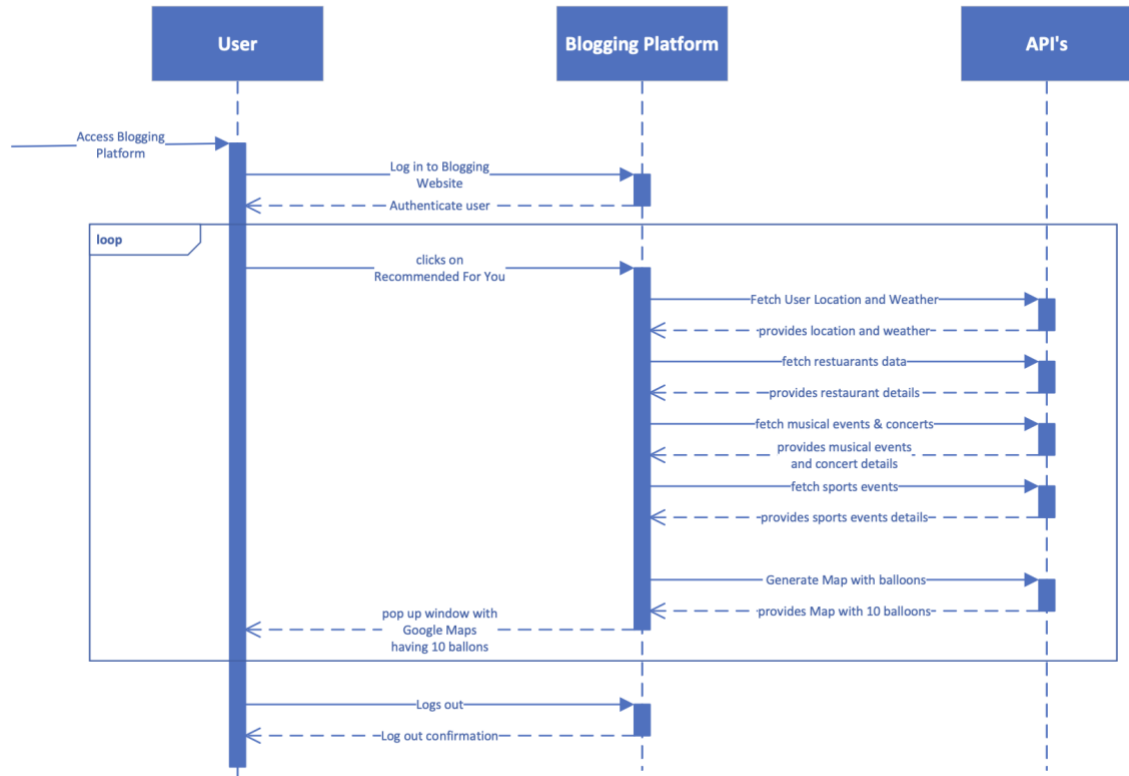 User
Blogging Platform
API's
Access Blogging
Platform
Log in to Blogging
Website
Authenticate user
loop
clicks on
Recommended For You
Fetch User Location and Weather
provides location and weather
fetch restuarants data
provides restaurant details
fetch musical events & concerts
provides musical events
and concert details
fetch sports events
provides sports events details
Generate Map with balloons
provides Map with 10 balloons
pop up window with
Google Maps
having 10 ballons
Logs out
Log out confirmation